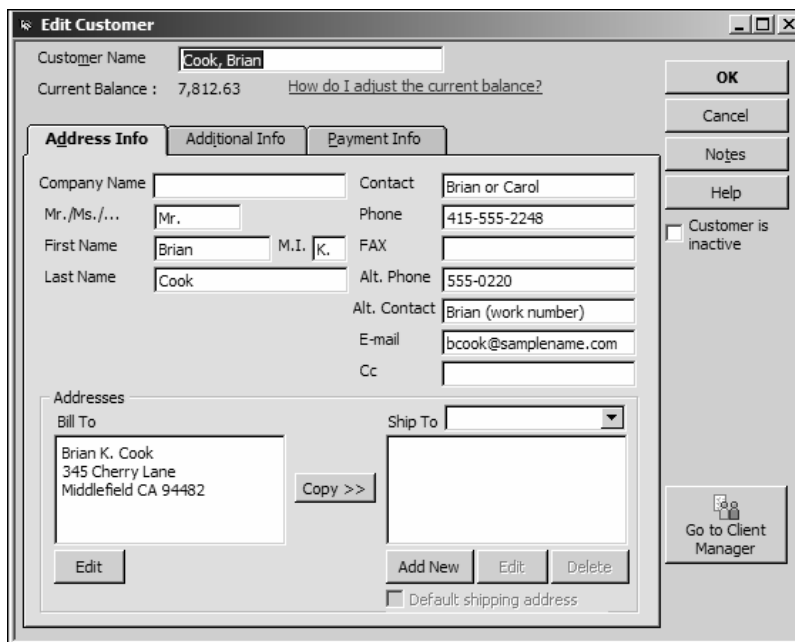 Edit Customer
Customer Name Cook, Brian
Current Balance : 7,812.63 How do I adjust the current balance?
OK
Cancel
Notes
Help
Customer is
inactive
Address Info Additional Info Payment Info
Company Name
Mr./Ms./... Mr.
First Name Brian M.I. K.
Last Name Cook
Contact Brian or Carol
Phone 415-555-2248
FAX
Alt. Phone 555-0220
Alt. Contact Brian (work number)
E-mail bcook@samplename.com
Cc
Addresses
Bill To
Brian K. Cook
345 Cherry Lane
Middlefield CA 94482
Edit
Copy >>
Ship To
Add New Edit Delete
Default shipping address
Go to Client
Manager